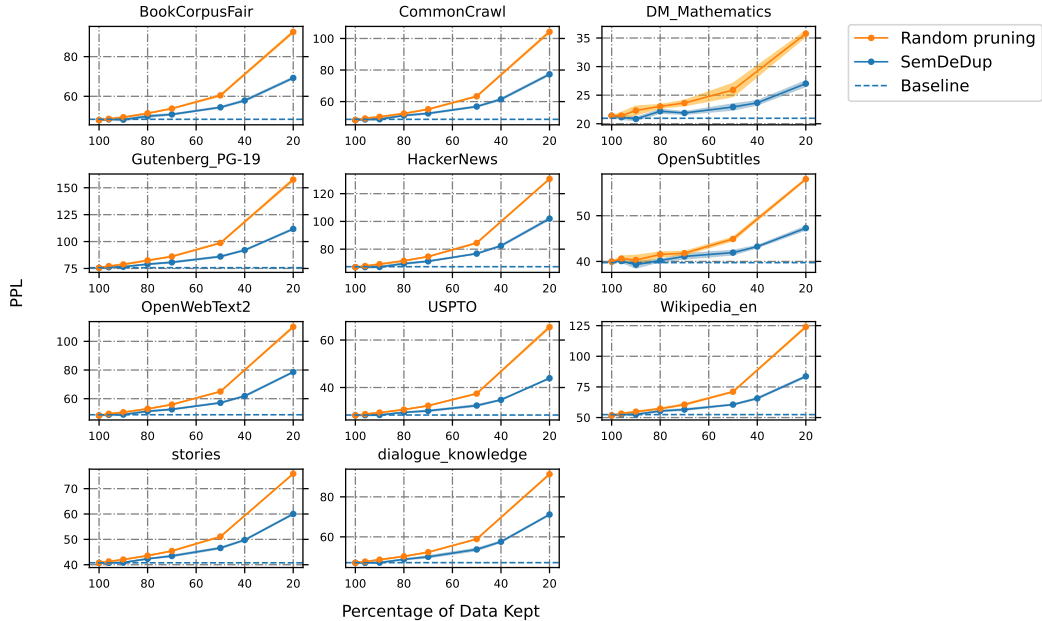 BookCorpusFair CommonCrawl DM_Mathematics
Random pruning
SemDeDup
Baseline
80
60
100 80 60 40 20
100
80
60
100 80 60 40 20
35
30
25
20
100 80 60 40 20
Gutenberg_PG-19 HackerNews OpenSubtitles
150
125
100
75
100 80 60 40 20
120
100
80
100 80 60 40 20
50
40
100 80 60 40 20
PPL
OpenWebText2 USPTO Wikipedia_en
100
80
60
100 80 60 40 20
60
40
100 80 60 40 20
125
100
75
50
100 80 60 40 20
stories dialogue_knowledge
70
60
50
40
100 80 60 40 20
80
60
100 80 60 40 20
Percentage of Data Kept